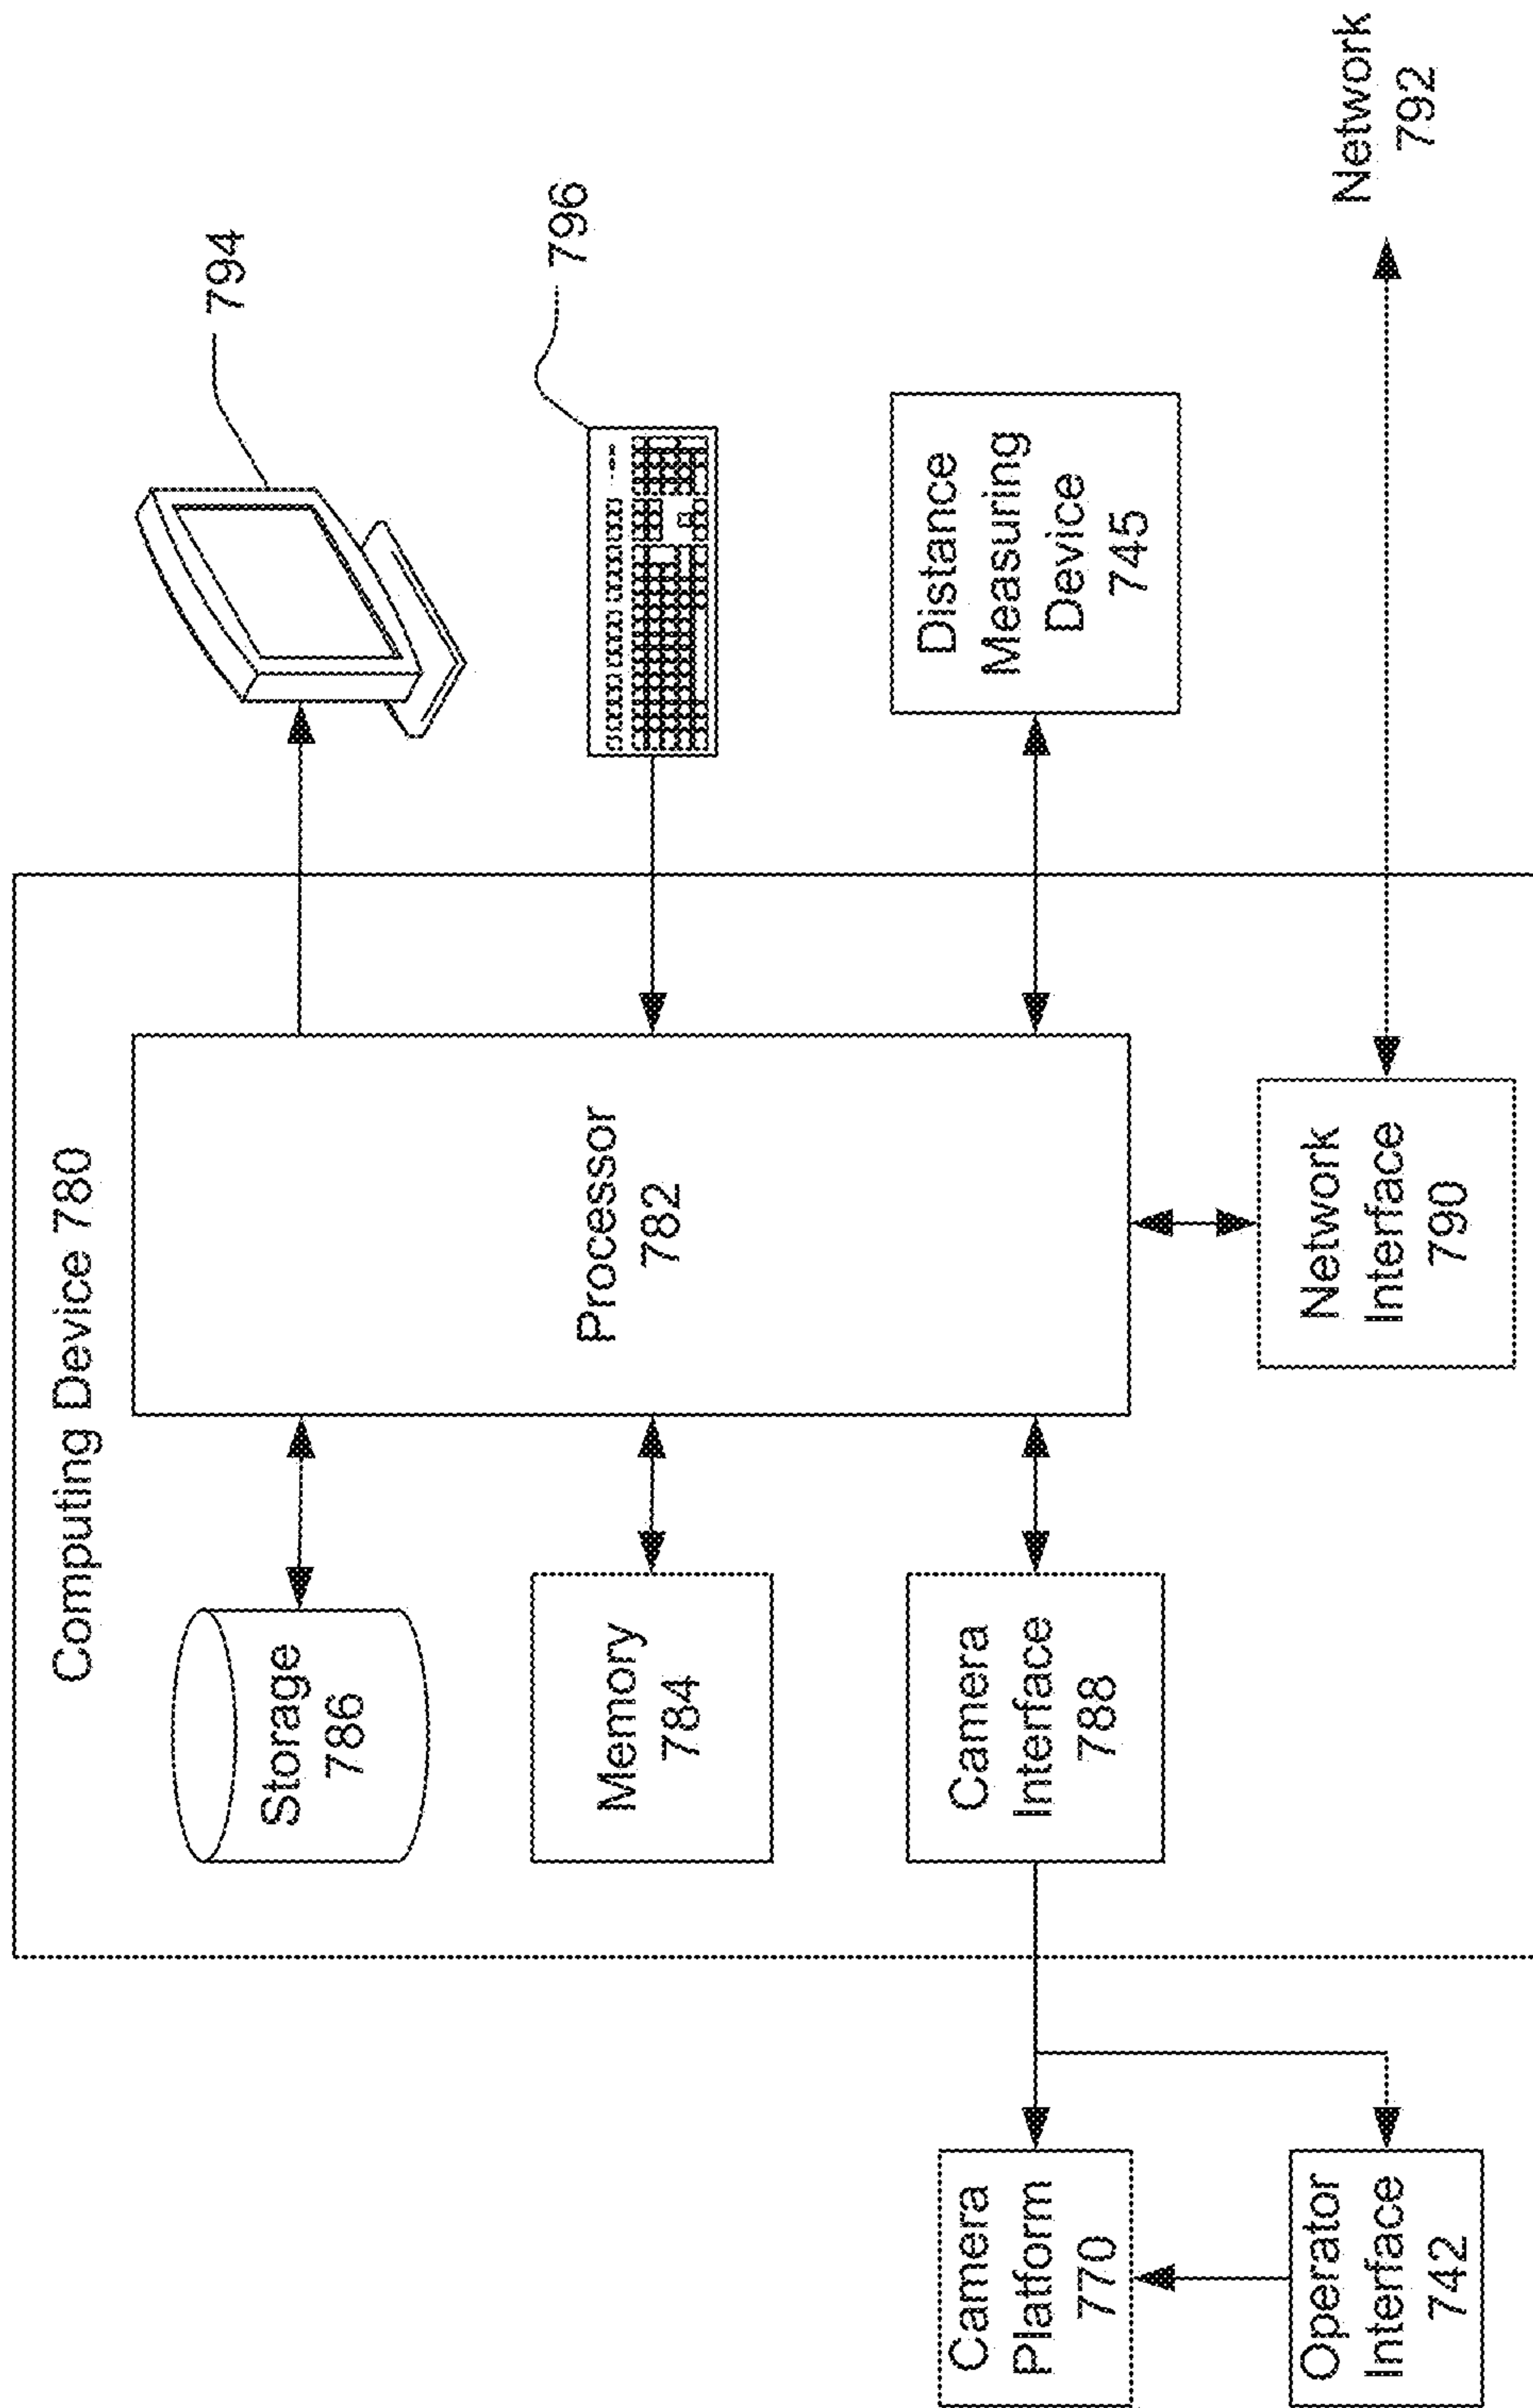 Computing Device 780
Storage
786
Processor
782
794
Memory
784
796
Camera
Platform
770
Camera
Interface
788
Distance
Measuring
Device
745
Operator
Interface
742
Network
Interface
790
Network
792